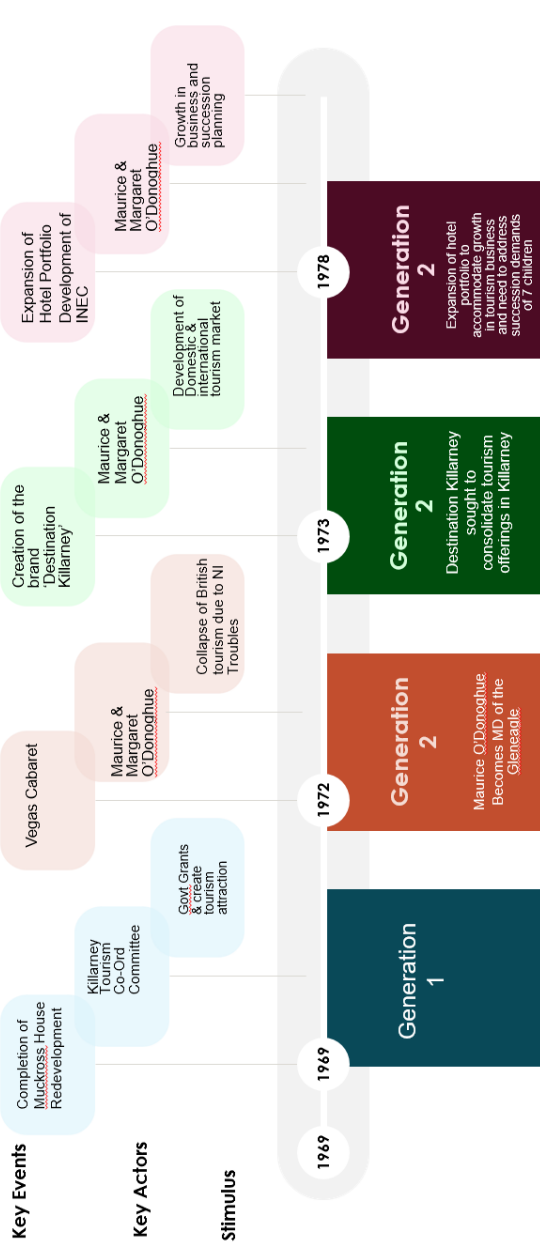 Key Events
Completion of
Muckross House
Redevelopment
Vegas Cabaret
Creation of the
brand
'Destination
Killarney'
Expansion of
Hotel Portfolio
Development of
INEC
Key Actors
Killarney
Tourism
Co-Ord
Committee
Maurice &
Margaret
O'Donoghue
Maurice &
Margaret
O'Donoghue
Maurice &
Margaret
O'Donoghue
Stimulus
Govt Grants
& create
tourism
attraction
Collapse of British
tourism due to NI
Troubles
Development of
Domestic &
international
tourism market
Growth in
business and
succession
planning
1969
1969
1972
1973
1978
Generation
1
Generation
2
Maurice O'Donoghue
Becomes MD of the
Gleneagle
Generation
2
Destination Killarney
sought to
consolidate tourism
offerings in Killarney
Generation
2
Expansion of hotel
portfolio to
accommodate growth
in tourism business
and need to address
succession demands
of 7 children